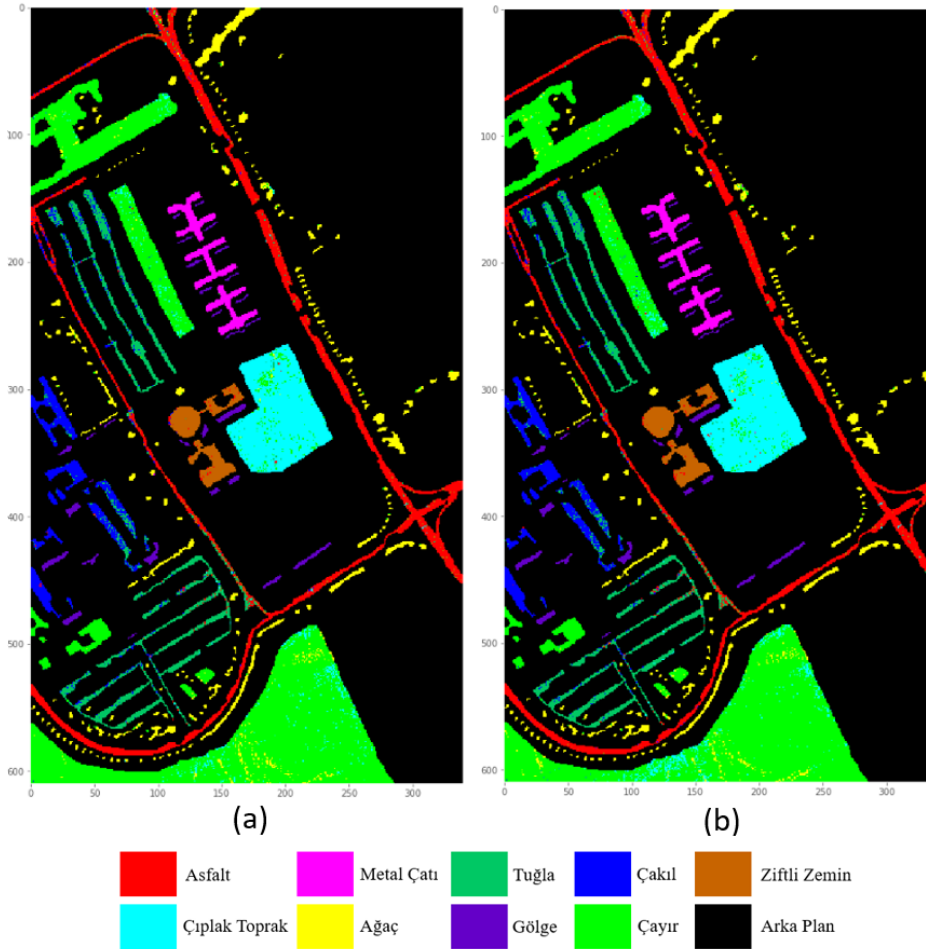 0
100
200
300
400
500
600
0 50 100 150 200 250 300
0
100
200
300
400
500
600
0 50 100 150 200 250 300
(a) (b)
Asfalt Metal Çatı Tuğla Çakıl Ziftli Zemin
Çıplak Toprak Ağaç Gölge Çayır Arka Plan